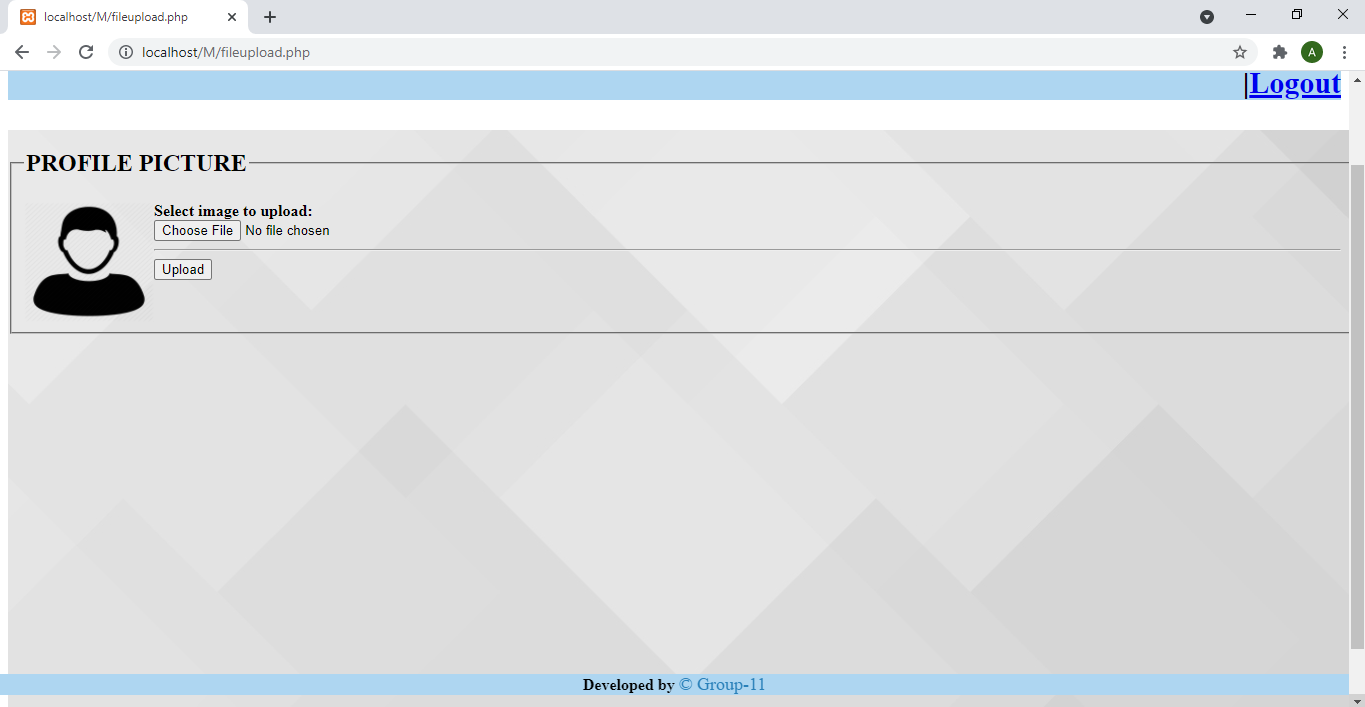 localhost/M/fileupload.php
localhost/M/fileupload.php
A
|Logout
PROFILE PICTURE
Select image to upload:
Choose File No file chosen
Upload
Developed by © Group-11